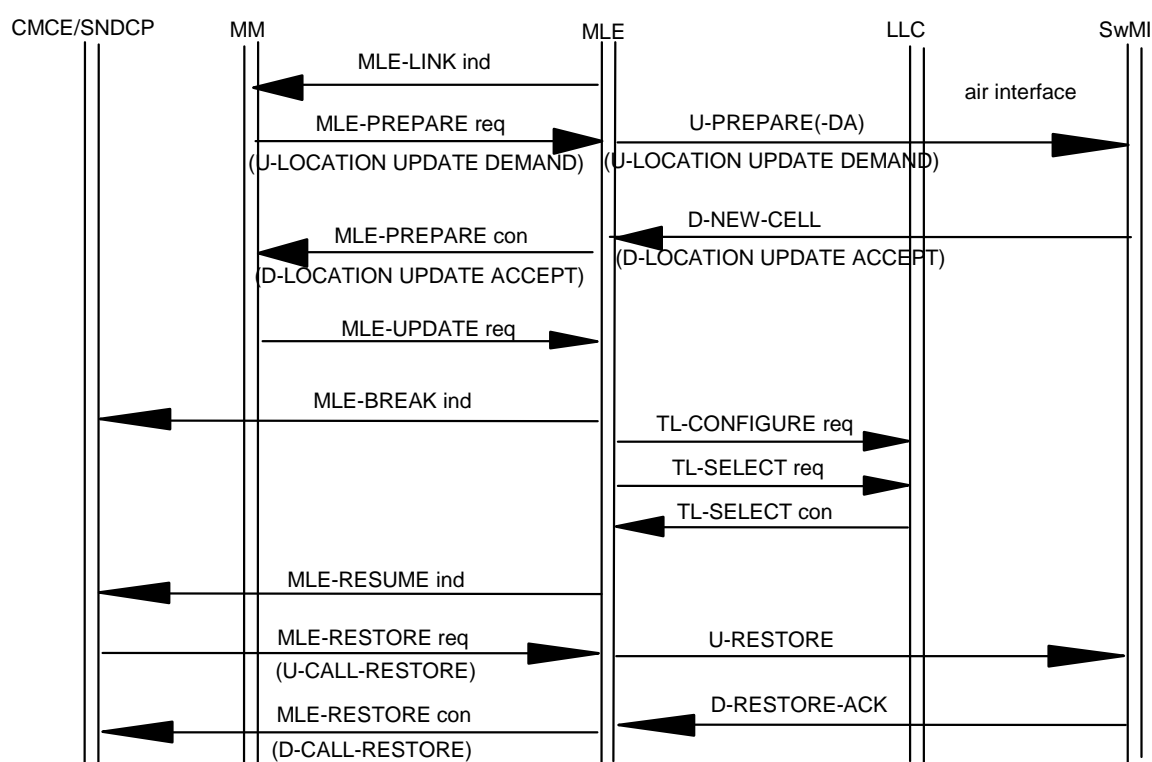 CMCE/SNDCP MM MLE LLC SwMI
MLE-LINK ind
air interface
MLE-PREPARE req U-PREPARE(-DA)
(U-LOCATION UPDATE DEMAND) (U-LOCATION UPDATE DEMAND)
D-NEW-CELL
MLE-PREPARE con
(D-LOCATION UPDATE ACCEPT)
(D-LOCATION UPDATE ACCEPT)
MLE-UPDATE req
MLE-BREAK ind
TL-CONFIGURE req
TL-SELECT req
TL-SELECT con
MLE-RESUME ind
MLE-RESTORE req U-RESTORE
(U-CALL-RESTORE)
D-RESTORE-ACK
MLE-RESTORE con
(D-CALL-RESTORE)